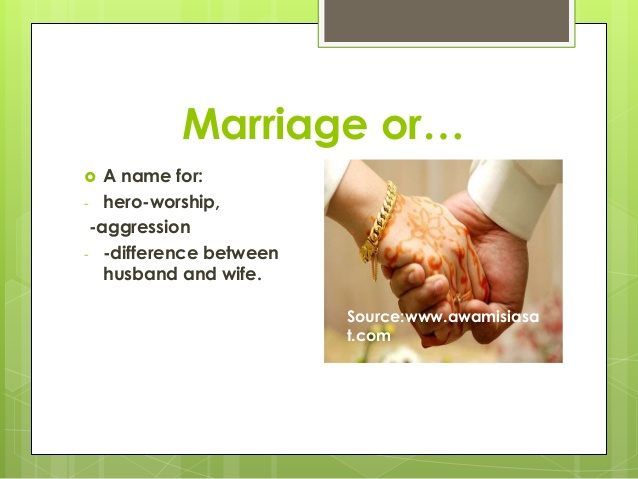 Marriage or…
A name for:
- hero-worship,
-aggression
- -difference between
husband and wife.
Source:www.awamisiasa
t.com